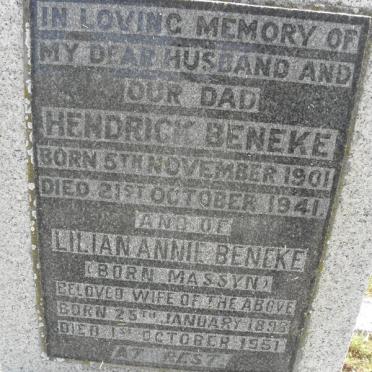 IN LOVING MEMORY OF
MY DEAR HUSBAND AND
OUR DAD
HENDRICK BENEKE
BORN 5TH NOVEMBER 1901
DIED 21ST OCTOBER 1941.
AND OF
LILIAN ANNIE BENEKE
(BORN MASSYN)
BELOVED WIFE OF THE ABOVE
BORN 25TH JANUARY
DIED 1ST OCTOBER 1951
AT REST